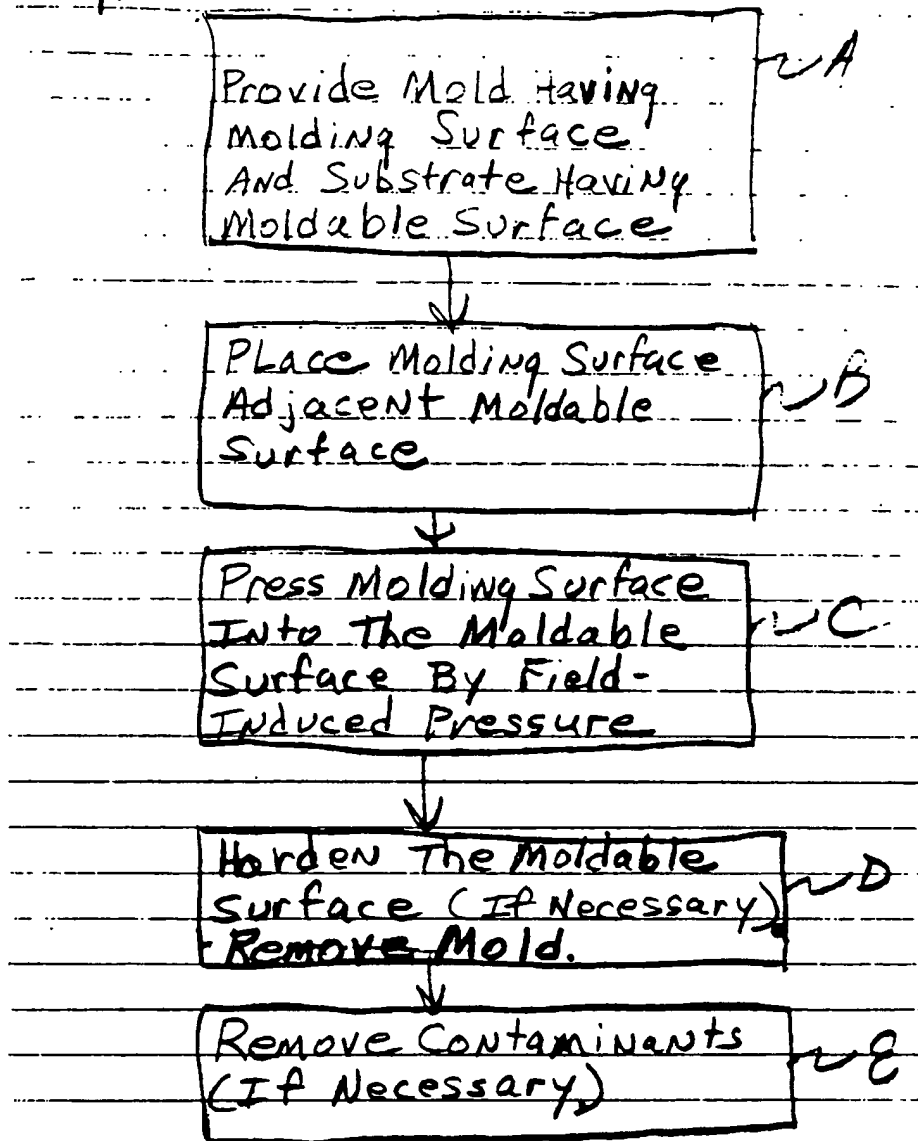 Provide Mold Having
Molding Surface
And Substrate Having
Moldable Surface
A
Place Molding Surface
Adjacent Moldable
Surface
B
Press Molding Surface
Into The Moldable
Surface By Field-
Induced Pressure
C
Harden The Moldable
Surface (If Necessary).
Remove Mold.
D
Remove Contaminants
(If Necessary)
E